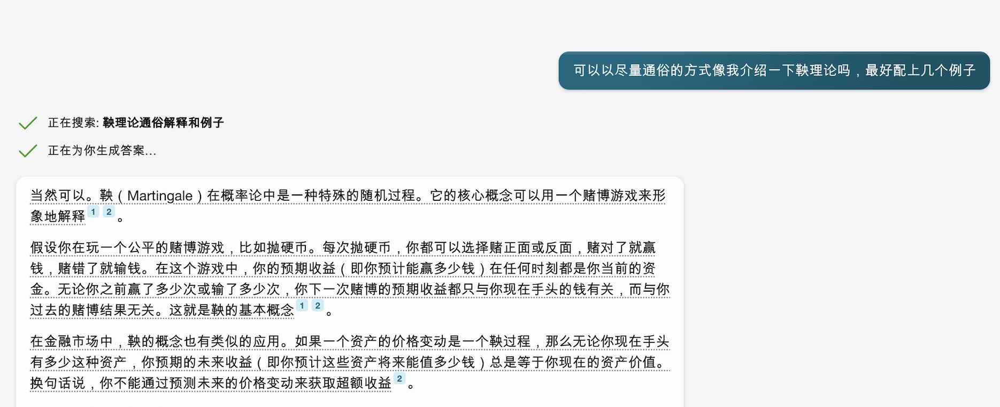 可以以尽量通俗的方式像我介绍一下鞅理论吗，最好配上几个例子
正在搜索: 鞅理论通俗解释和例子
正在为你生成答案...
当然可以。鞅（Martingale）在概率论中是一种特殊的随机过程。它的核心概念可以用一个赌博游戏来形
象地解释 1 2 。
假设你在玩一个公平的赌博游戏，比如抛硬币。每次抛硬币，你都可以选择赌正面或反面，赌对了就赢
钱，赌错了就输钱。在这个游戏中，你的预期收益（即你预计能赢多少钱）在任何时刻都是你当前的资
金。无论你之前赢了多少次或输了多少次，你下一次赌博的预期收益都只与你现在手头的钱有关，而与你
过去的赌博结果无关。这就是鞅的基本概念 1 2 。
在金融市场中，鞅的概念也有类似的应用。如果一个资产的价格变动是一个鞅过程，那么无论你现在手头
有多少这种资产，你预期的未来收益（即你预计这些资产将来能值多少钱）总是等于你现在的资产价值。
换句话说，你不能通过预测未来的价格变动来获取超额收益 2 。